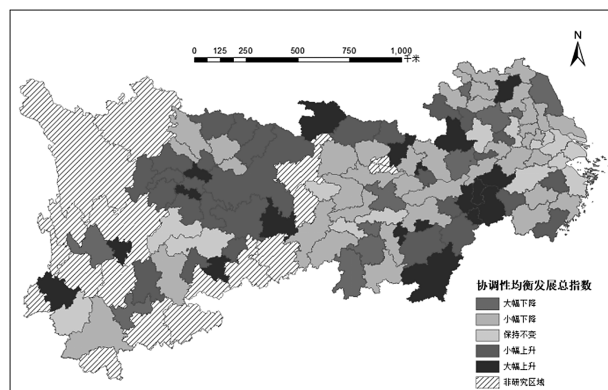 N
0 125 250 500 750 1,000
千米
协调性均衡发展总指数
大幅下降
小幅下降
保持不变
小幅上升
大幅上升
非研究区域